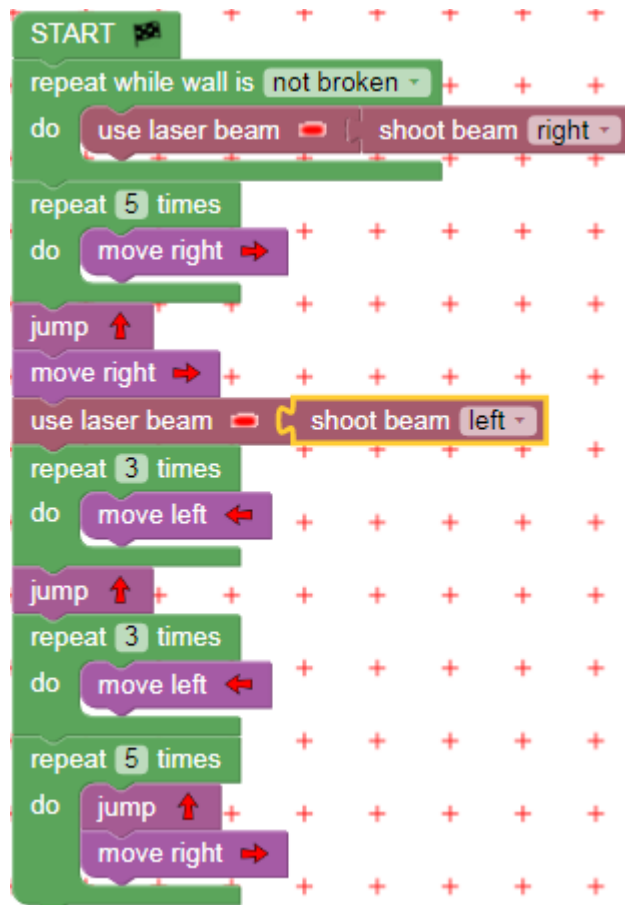 START
repeat while wall is not broken
do use laser beam shoot beam right
repeat 5 times
do move right
jump
move right
use laser beam shoot beam left
repeat 3 times
do move left
jump
repeat 3 times
do move left
repeat 5 times
do jump
move right